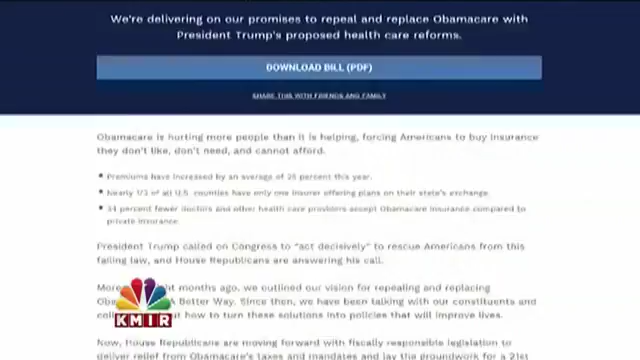 We're delivering on our promises to repeal and replace Obamacare with
President Trump's proposed health care reforms.
DOWNLOAD BILL (PDF)
SHARE THIS WITH FRIENDS AND FAMILY
Obamacare is hurting more people than it is helping, forcing Americans to buy insurance
they don't like, don't need, and cannot afford.
• Premiums have increased by an average of 25 percent this year.
• Nearly 1/3 of all U.S. counties have only one insurer offering plans on their state's exchange.
• 34 percent fewer doctors and other health care providers accept Obamacare insurance compared to
private insurance.
President Trump called on Congress to "act decisively" to rescue Americans from this
failing law, and House Republicans are answering his call.
More ht months ago, we outlined our vision for repealing and replacing
Oba A Better Way. Since then, we have been talking with our constituents and
coll ut how to turn these solutions into policies that will improve lives.
KMIR
Now, House Republicans are moving forward with fiscally responsible legislation to
deliver relief from Obamacare's taxes and mandates and lay the groundwork for a 21st